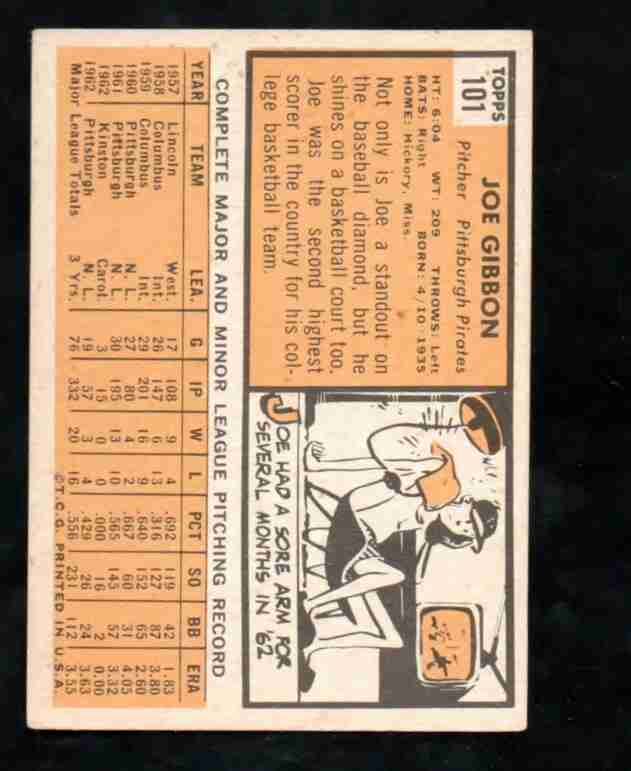 TOPPS
101
JOE GIBBON
Pitcher Pittsburgh Pirates
HT: 6:04 WT: 209 THROWS: Left
BATS: Right BORN: 4/10·1935
HOME: Hickory, Miss.
Not only is Joe a standout on
the baseball diamond, but he
shines on a basketball court too.
Joe was the second highest
scorer in the country for his col-
lege basketball team.
JOE HAD A SORE ARM FOR
SEVERAL MONTHS IN '62
COMPLETE MAJOR AND MINOR LEAGUE PITCHING RECORD
YEAR TEAM LEA. G IP W L PCT SO BB ERA
1957 Lincoln West. 17 108 9 4 .692 119 42 1.83
1958 Columbus Int. 26 147 6 13 .316 127 87 3.80
1959 Columbus Int. 29 201 16 9 .640 152 65 2.60
1960 Pittsburgh N. L. 27 80 4 2 .667 60 31 4.05
1961 Pittsburgh N. L. 30 195 13 10 .565 145 57 3.32
1962 Kinston Carol. 3 15 0 0 .000 16 2 0.00
1962 Pittsburgh N. L. 19 57 3 4 .429 26 24 3.63
Major League Totals 3 Yrs. 76 332 20 16 .556 231 112 3.55
©T.C.G. PRINTED IN U.S.A.